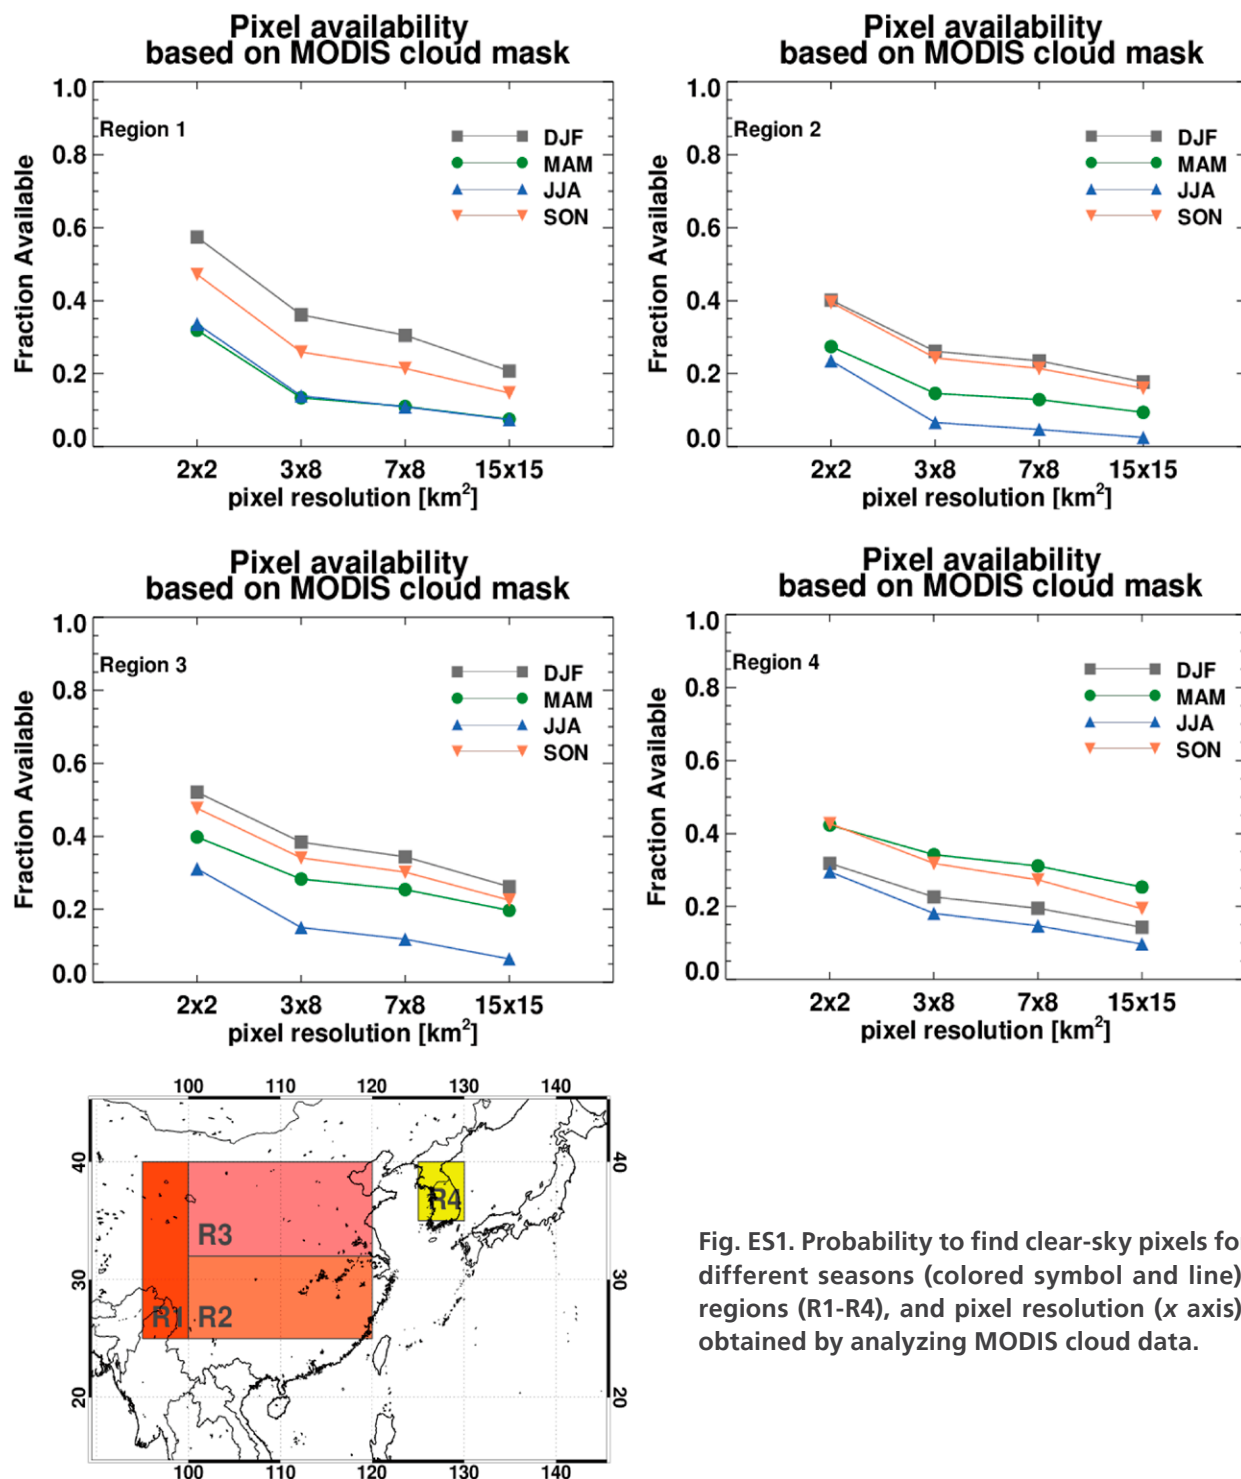 Pixel availability
based on MODIS cloud mask
1.0
0.8
0.6
0.4
0.2
0.0
Fraction Available
Region 1
DJF
MAM
JJA
SON
2x2 3x8 7x8 15x15
pixel resolution [km²]
Pixel availability
based on MODIS cloud mask
1.0
0.8
0.6
0.4
0.2
0.0
Fraction Available
Region 2
DJF
MAM
JJA
SON
2x2 3x8 7x8 15x15
pixel resolution [km²]
Pixel availability
based on MODIS cloud mask
1.0
0.8
0.6
0.4
0.2
0.0
Fraction Available
Region 3
DJF
MAM
JJA
SON
2x2 3x8 7x8 15x15
pixel resolution [km²]
Pixel availability
based on MODIS cloud mask
1.0
0.8
0.6
0.4
0.2
0.0
Fraction Available
Region 4
DJF
MAM
JJA
SON
2x2 3x8 7x8 15x15
pixel resolution [km²]
100 110 120 130 140
40 40
R4
R3
30 30
R1 R2
20 20
100 110 120 130 140
Fig. ES1. Probability to find clear-sky pixels for
different seasons (colored symbol and line)
regions (R1-R4), and pixel resolution (x axis)
obtained by analyzing MODIS cloud data.